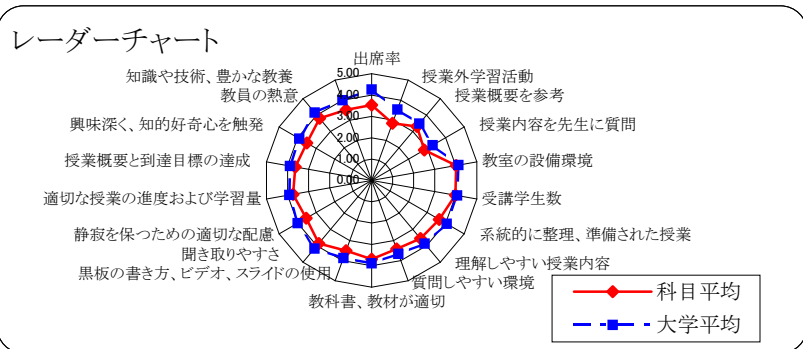 レーダーチャート
出席率
授業外学習活動
授業概要を参考
授業内容を先生に質問
教室の設備環境
受講学生数
系統的に整理、準備された授業
理解しやすい授業内容
質問しやすい環境
教科書、教材が適切
黒板の書き方、ビデオ、スライドの使用
聞き取りやすさ
静寂を保つための適切な配慮
適切な授業の進度および学習量
授業概要と到達目標の達成
興味深く、知的好奇心を触発
教員の熱意
知識や技術、豊かな教養
5.00
4.00
3.00
2.00
1.00
0.00
科目平均
大学平均